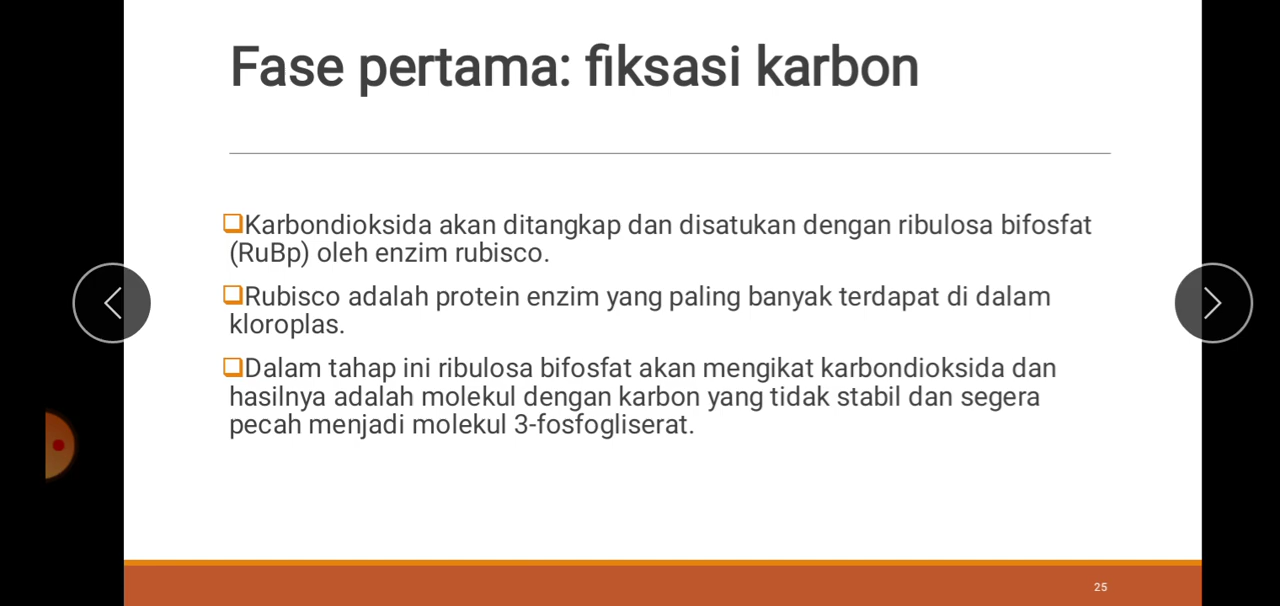 Fase pertama: fiksasi karbon
Karbondioksida akan ditangkap dan disatukan dengan ribulosa bifosfat
(RuBp) oleh enzim rubisco.
Rubisco adalah protein enzim yang paling banyak terdapat di dalam
kloroplas.
Dalam tahap ini ribulosa bifosfat akan mengikat karbondioksida dan
hasilnya adalah molekul dengan karbon yang tidak stabil dan segera
pecah menjadi molekul 3-fosfogliserat.
25